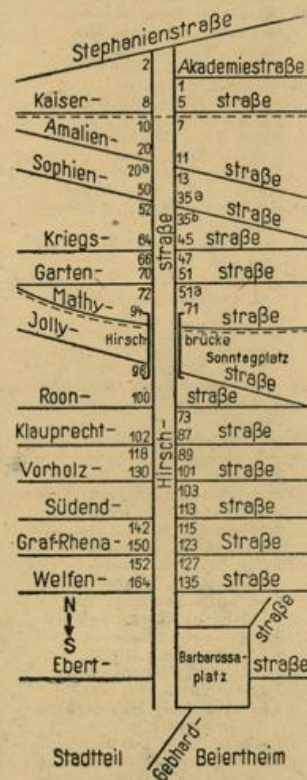 Stephanienstraße
2 Akademiestraße
1
Kaiser- 8 5 straße
Amalien- 10 7
20
Sophien- 20a 11 straße
13
50 35a straße
52 35b
Kriegs- 64 45 straße
66 47
Garten- 70 51 straße
Mathy- 72 51a
94 71 straße
Jolly- Hirsch brücke
Sonntagplatz
96 straße
Roon- 100 straße
73
Klauprecht- 102 87 straße
118 89
Vorholz- 130 101 straße
103
Südend- 113 straße
142 115
Graf-Rhena- 150 123 Straße
152 127
Welfen- 164 135 straße
Hirsch-straße
N
S
Ebert- Barbarossa-
platz
straße
straße
Gebhard-
Stadtteil Beiertheim